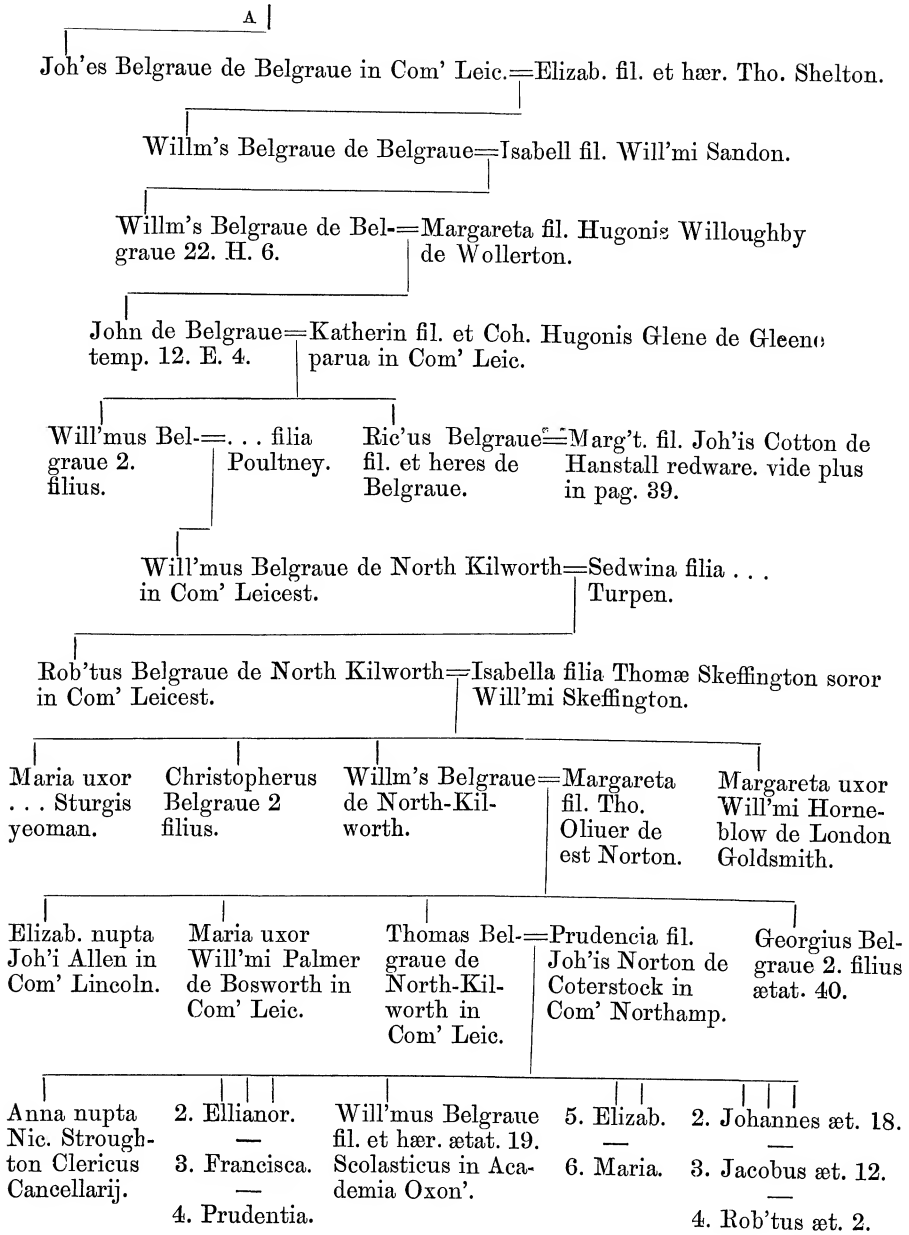 A
Joh'es Belgraue de Belgraue in Com' Leic.=Elizab. fil. et hær. Tho. Shelton.
Willm's Belgraue de Belgraue=Isabell fil. Will'mi Sandon.
Willm's Belgraue de Bel-
graue 22. H. 6.
=Margareta fil. Hugonis Willoughby
de Wollerton.
John de Belgraue
temp. 12. E. 4.
=Katherin fil. et Coh. Hugonis Glene de Gleene
parua in Com' Leic.
Will'mus Bel-
graue 2.
filius.
=. . . filia
Poultney.
Ric'us Belgraue
fil. et heres de
Belgraue.
=Marg't. fil. Joh'is Cotton de
Hanstall redware. vide plus
in pag. 39.
Will'mus Belgraue de North Kilworth
in Com' Leicest.
=Sedwina filia . . .
Turpen.
Rob'tus Belgraue de North Kilworth
in Com' Leicest.
=Isabella filia Thomæ Skeffington soror
Will'mi Skeffington.
Maria uxor
. . . Sturgis
yeoman.
Christopherus
Belgraue 2
filius.
Willm's Belgraue
de North-Kil-
worth.
=Margareta
fil. Tho.
Oliuer de
est Norton.
Margareta uxor
Will'mi Horne-
blow de London
Goldsmith.
Elizab. nupta
Joh'i Allen in
Com' Lincoln.
Maria uxor
Will'mi Palmer
de Bosworth in
Com' Leic.
Thomas Bel-
graue de
North-Kil-
worth in
Com' Leic.
=Prudencia fil.
Joh'is Norton de
Coterstock in
Com' Northamp.
Georgius Bel-
graue 2. filius
ætat. 40.
Anna nupta
Nic. Strough-
ton Clericus
Cancellarij.
2. Ellianor.
3. Francisca.
4. Prudentia.
Will'mus Belgraue
fil. et hær. ætat. 19.
Scolasticus in Aca-
demia Oxon'.
5. Elizab.
6. Maria.
2. Johannes æt. 18.
3. Jacobus æt. 12.
4. Rob'tus æt. 2.